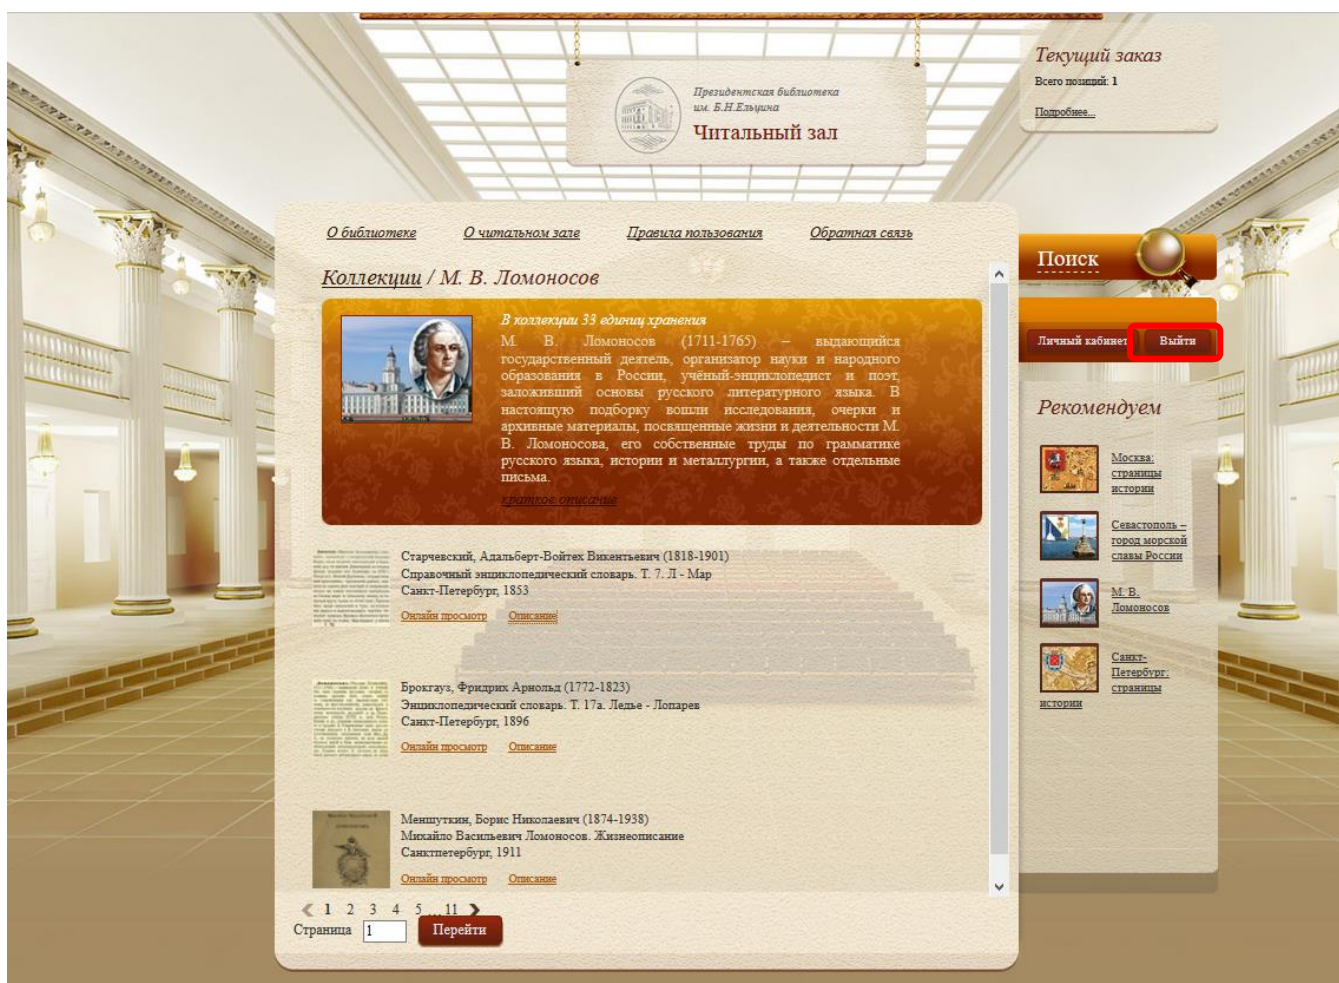 Президентская библиотека
им. Б.Н.Ельцина
Читальный зал
Текущий заказ
Всего позиций: 1
Подробнее...
О библиотеке О читальном зале Правила пользования Обратная связь
Коллекции / М. В. Ломоносов
В коллекции 33 единиц хранения
М. В. Ломоносов (1711-1765) – выдающийся
государственный деятель, организатор науки и народного
образования в России, учёный-энциклопедист и поэт,
заложивший основы русского литературного языка. В
настоящую подборку вошли исследования, очерки и
архивные материалы, посвященные жизни и деятельности М.
В. Ломоносова, его собственные труды по грамматике
русского языка, истории и металлургии, а также отдельные
письма.
краткое описание
Старчевский, Адальберт-Войтех Викентьевич (1818-1901)
Справочный энциклопедический словарь. Т. 7. Л - Мар
Санкт-Петербург, 1853
Онлайн просмотр Описание
Брокгауз, Фридрих Арнольд (1772-1823)
Энциклопедический словарь. Т. 17а. Ледье - Лопарев
Санкт-Петербург, 1896
Онлайн просмотр Описание
Меншуткин, Борис Николаевич (1874-1938)
Михайло Васильевич Ломоносов. Жизнеописание
Санктпетербург, 1911
Онлайн просмотр Описание
1 2 3 4 5 ... 11
Страница 1 Перейти
Поиск
Личный кабинет Выйти
Рекомендуем
Москва:
страницы
истории
Севастополь –
город морской
славы России
М. В.
Ломоносов
Санкт-
Петербург:
страницы
истории